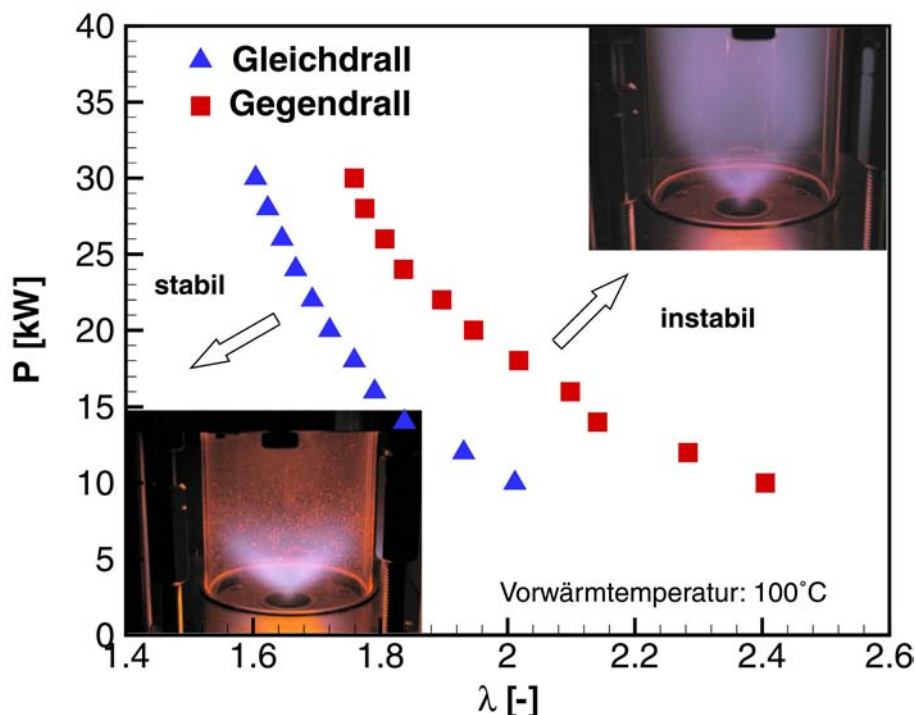 40
35
30
25
20
15
10
5
0
P [kW]
Gleichdrall
Gegendrall
stabil
instabil
Vorwärmtemperatur: 100°C
1.4
1.6
1.8
2
2.2
2.4
2.6
λ [-]